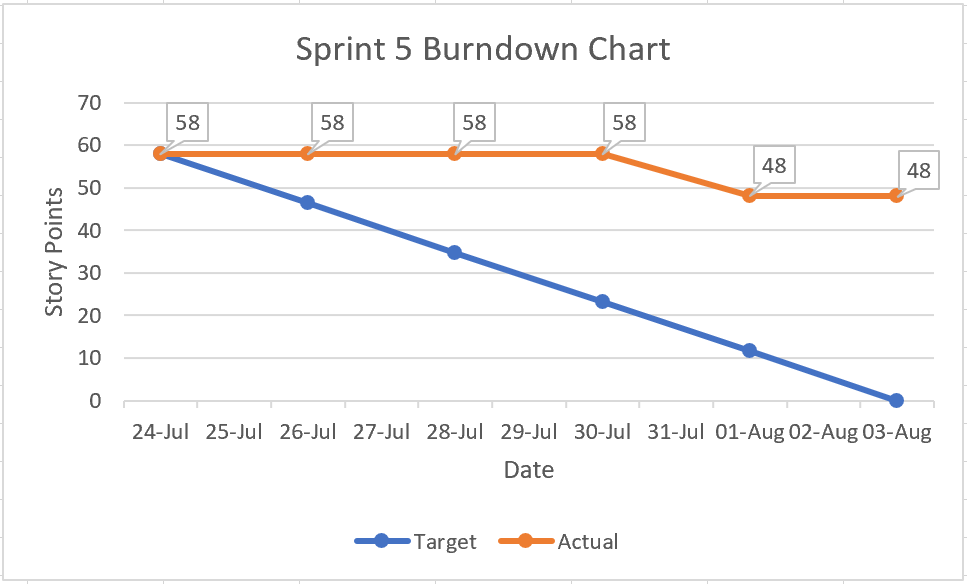 Sprint 5 Burndown Chart
70
60
50
40
30
20
10
0
58
58
58
58
48
48
Story Points
24-Jul 25-Jul 26-Jul 27-Jul 28-Jul 29-Jul 30-Jul 31-Jul 01-Aug 02-Aug 03-Aug
Date
Target Actual